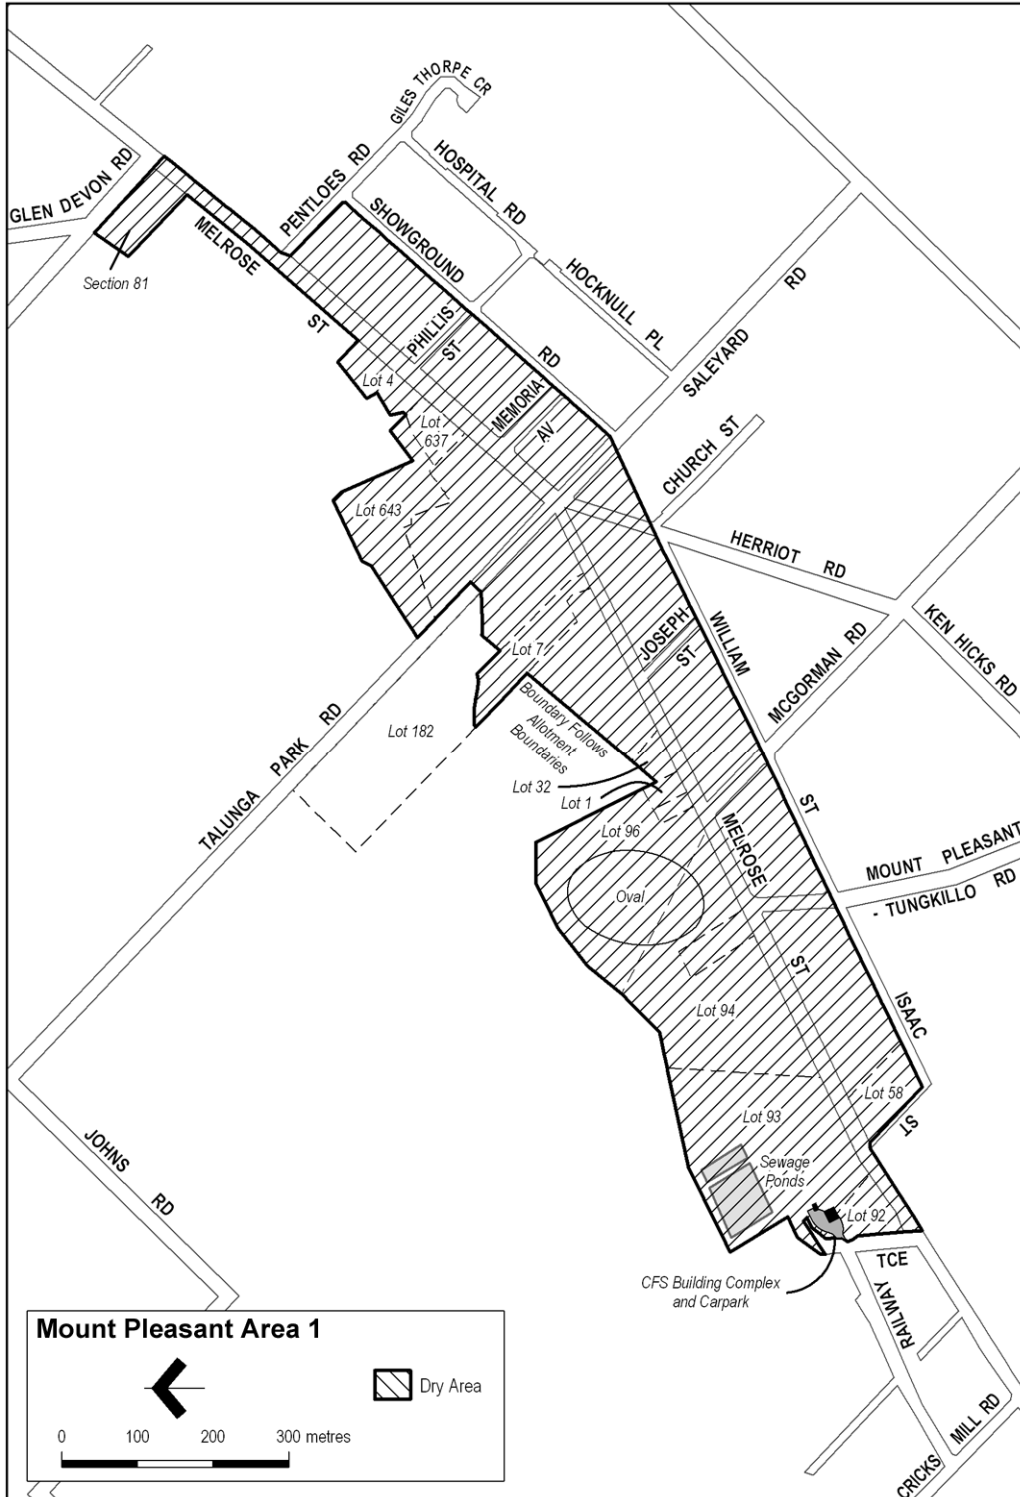 GILES THORPE CR
GLEN DEVON RD
PENTLOES RD
HOSPITAL RD
MELROSE
ST
Section 81
SHOWGROUND
RD
HOCKNULL PL
SALEYARD RD
PHILLIS
ST
Lot 4
MEMORIA
AV
Lot
637
CHURCH ST
Lot 643
HERRIOT RD
KEN HICKS RD
JOSEPH
ST
WILLIAM
ST
MCGORMAN RD
Lot 7
Boundary Follows
Allotment
Boundaries
Lot 182
TALUNGA PARK RD
Lot 32
Lot 1
Lot 96
MELROSE
ST
MOUNT PLEASANT
- TUNGKILLO RD
Oval
Lot 94
ISAAC
ST
Lot 58
Lot 93
JOHNS RD
Sewage
Ponds
Lot 92
CFS Building Complex
and Carpark
TCE
RAILWAY
MILL RD
CRICKS
Mount Pleasant Area 1
Dry Area
0 100 200 300 metres